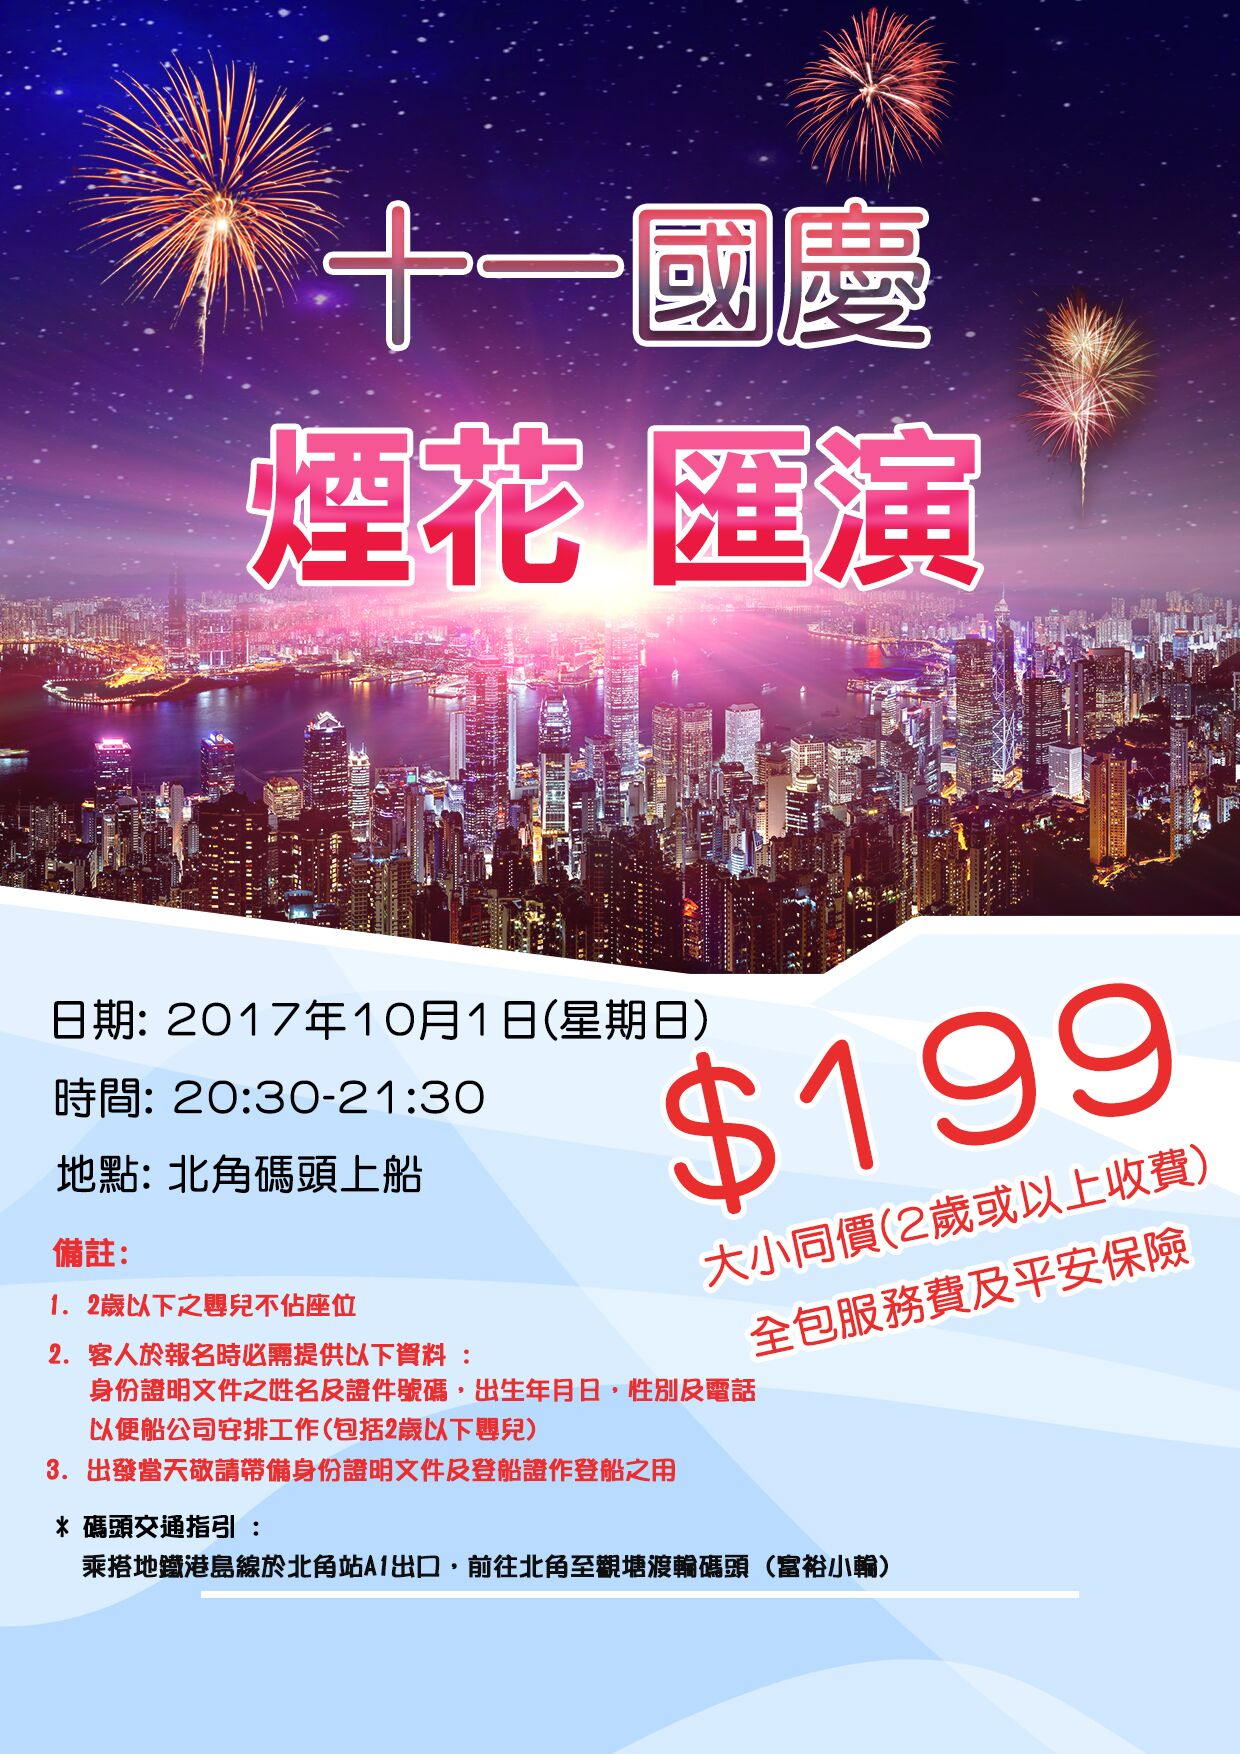 十一國慶
煙花 匯演
日期: 2017年10月1日(星期日)
時間: 20:30-21:30
地點: 北角碼頭上船
$199
大小同價(2歲或以上收費)
全包服務費及平安保險
備註:
1. 2歲以下之嬰兒不佔座位
2. 客人於報名時必需提供以下資料 :
身份證明文件之姓名及證件號碼，出生年月日，性別及電話
以便船公司安排工作(包括2歲以下嬰兒)
3. 出發當天敬請帶備身份證明文件及登船證作登船之用
* 碼頭交通指引 :
乘搭地鐵港島線於北角站A1出口，前往北角至觀塘渡輪碼頭 (富裕小輪)